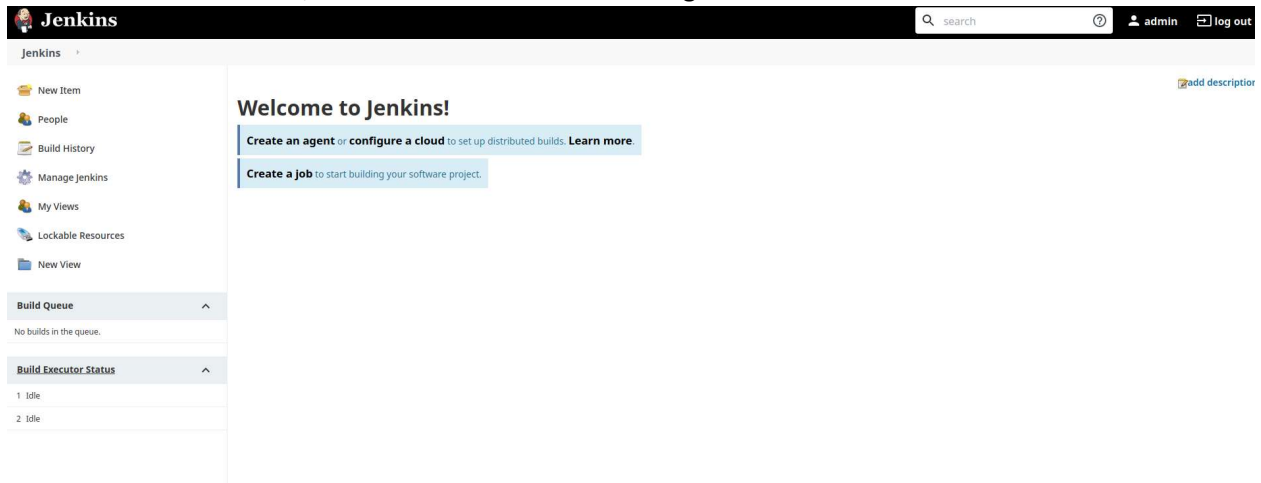 Jenkins
search
admin
log out
Jenkins
add description
New Item
People
Build History
Manage Jenkins
My Views
Lockable Resources
New View
Build Queue
No builds in the queue.
Build Executor Status
1 Idle
2 Idle
Welcome to Jenkins!
Create an agent or configure a cloud to set up distributed builds. Learn more.
Create a job to start building your software project.